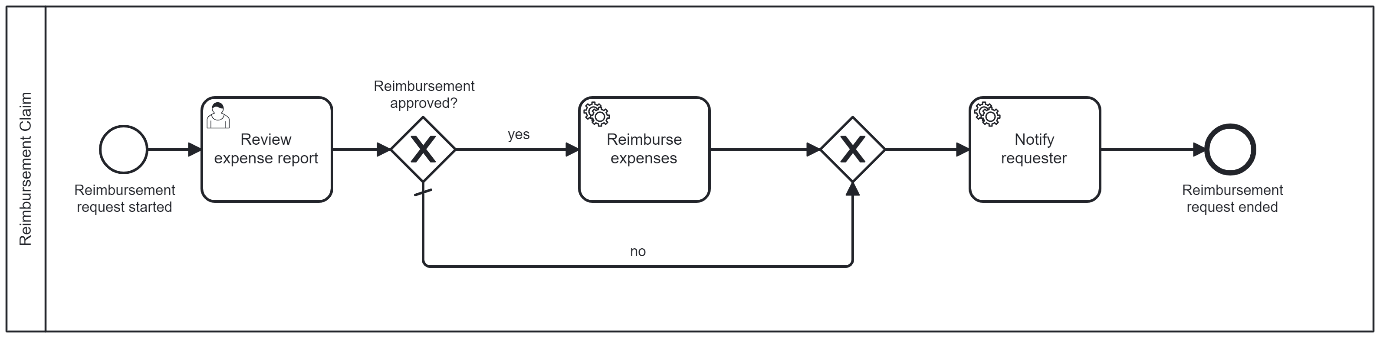 Reimbursement Claim
Reimbursement
request started
Review
expense report
Reimbursement
approved?
yes
no
Reimburse
expenses
Notify
requester
Reimbursement
request ended